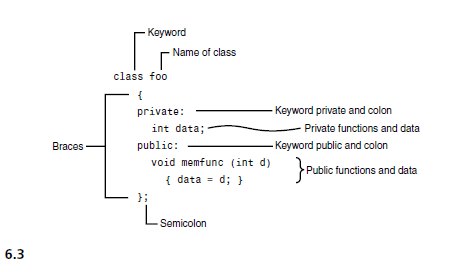 Keyword
Name of class
class foo
{
private: Keyword private and colon
int data; Private functions and data
Braces public: Keyword public and colon
void memfunc (int d)
Public functions and data
{ data = d; }
};
Semicolon
6.3